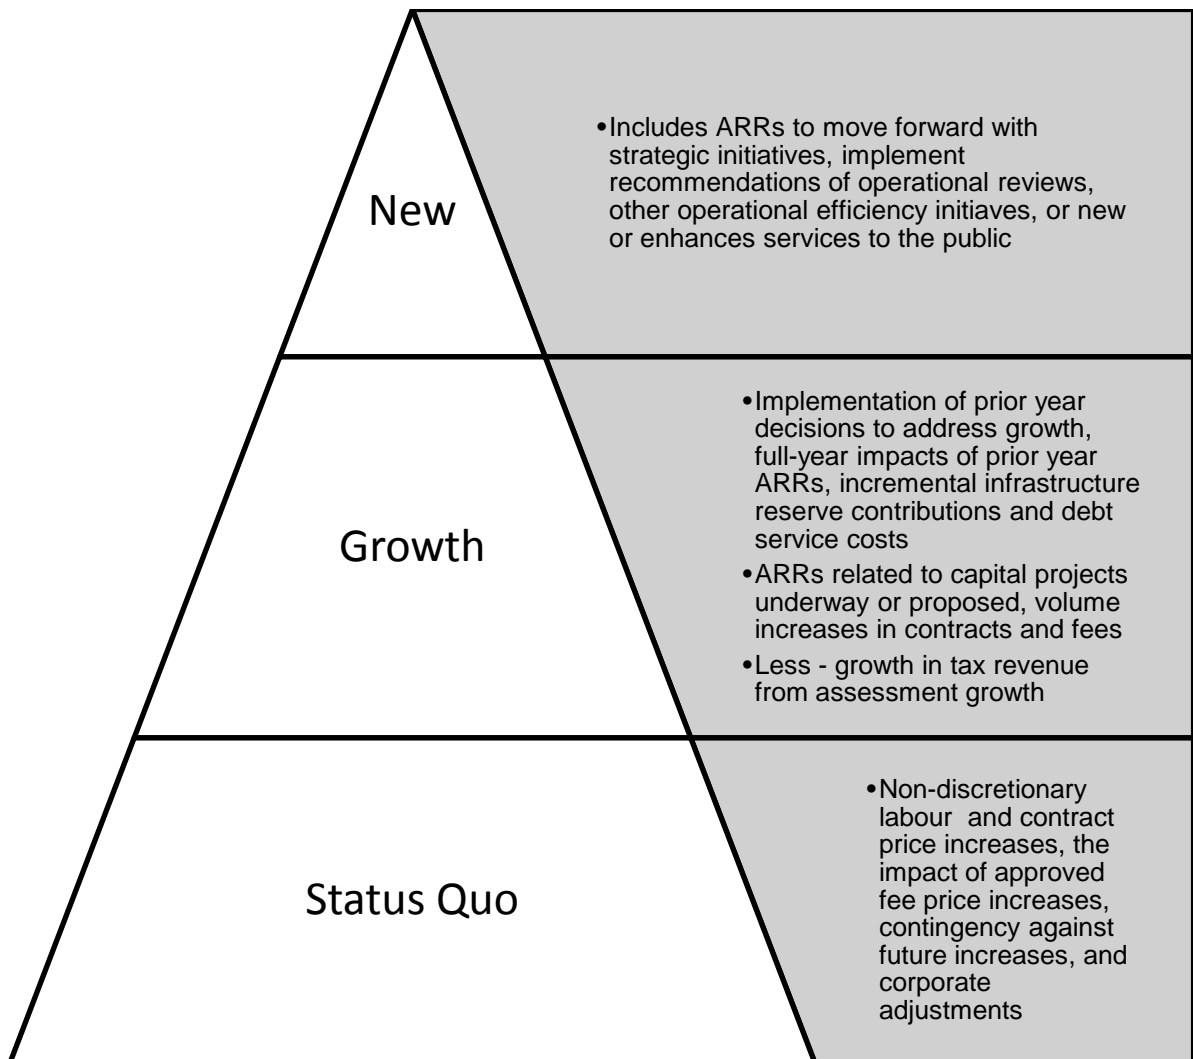 New
•Includes ARRs to move forward with
strategic initiatives, implement
recommendations of operational reviews,
other operational efficiency initiaves, or new
or enhances services to the public
Growth
•Implementation of prior year
decisions to address growth,
full-year impacts of prior year
ARRs, incremental infrastructure
reserve contributions and debt
service costs
•ARRs related to capital projects
underway or proposed, volume
increases in contracts and fees
•Less - growth in tax revenue
from assessment growth
Status Quo
•Non-discretionary
labour  and contract
price increases, the
impact of approved
fee price increases,
contingency against
future increases, and
corporate
adjustments